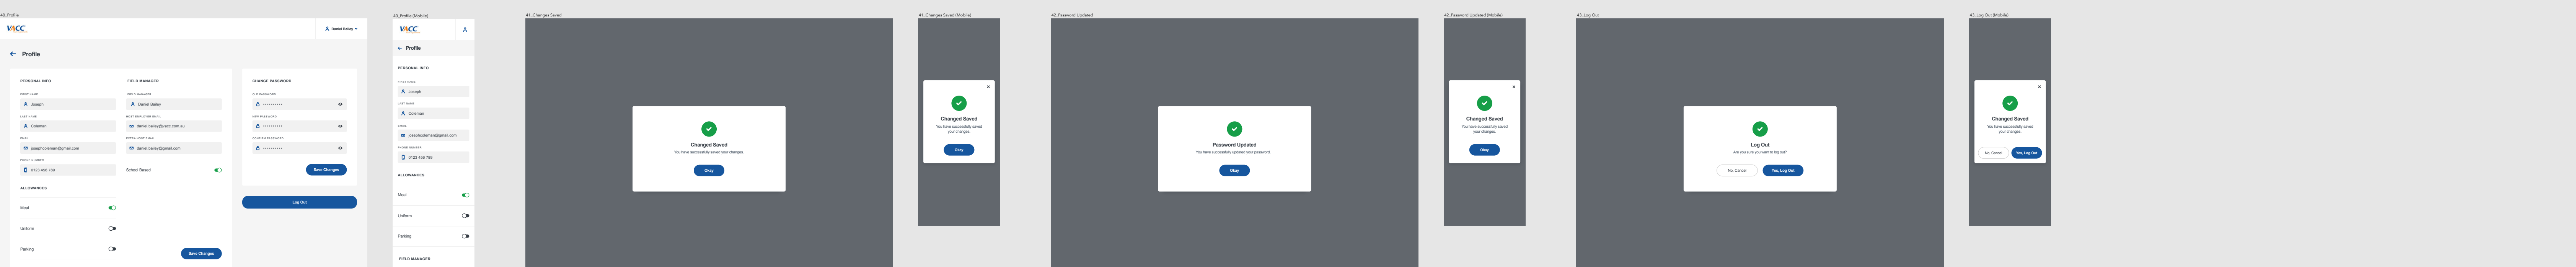 40_Profile
VACC
Daniel Bailey
Profile
PERSONAL INFO
FIELD MANAGER
FIRST NAME
FIELD MANAGER
Joseph
Daniel Bailey
LAST NAME
HOST EMPLOYER EMAIL
Coleman
daniel.bailey@vacc.com.au
EMAIL
josephcoleman@gmail.com
daniel.bailey@gmail.com
PHONE NUMBER
0123 456 789
School Based
ALLOWANCES
Meal
Uniform
Parking
Save Changes
CHANGE PASSWORD
OLD PASSWORD
NEW PASSWORD
CONFIRM PASSWORD
Save Changes
Log Out
40_Profile (Mobile)
VACC
Profile
PERSONAL INFO
FIRST NAME
Joseph
LAST NAME
Coleman
EMAIL
josephcoleman@gmail.com
PHONE NUMBER
0123 456 789
ALLOWANCES
Meal
Uniform
Parking
FIELD MANAGER
41_Changes Saved
Changed Saved
You have successfully saved your changes.
Okay
41_Changes Saved (Mobile)
Changed Saved
You have successfully saved
your changes.
Okay
42_Password Updated
Password Updated
You have successfully updated your password.
Okay
42_Password Updated (Mobile)
Changed Saved
You have successfully saved
your changes.
Okay
43_Log Out
Log Out
Are you sure you want to log out?
No, Cancel
Yes, Log Out
43_Log Out (Mobile)
Changed Saved
You have successfully saved
your changes.
No, Cancel
Yes, Log Out